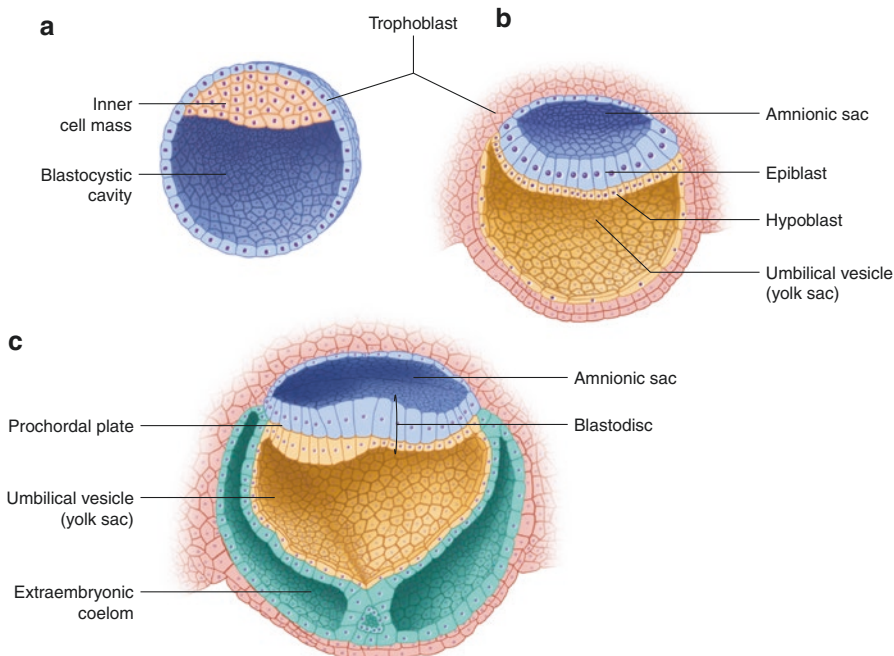 a
Trophoblast
b
Inner
cell mass
Blastocystic
cavity
Amnionic sac
Epiblast
Hypoblast
Umbilical vesicle
(yolk sac)
c
Prochordal plate
Umbilical vesicle
(yolk sac)
Extraembryonic
coelom
Amnionic sac
Blastodisc